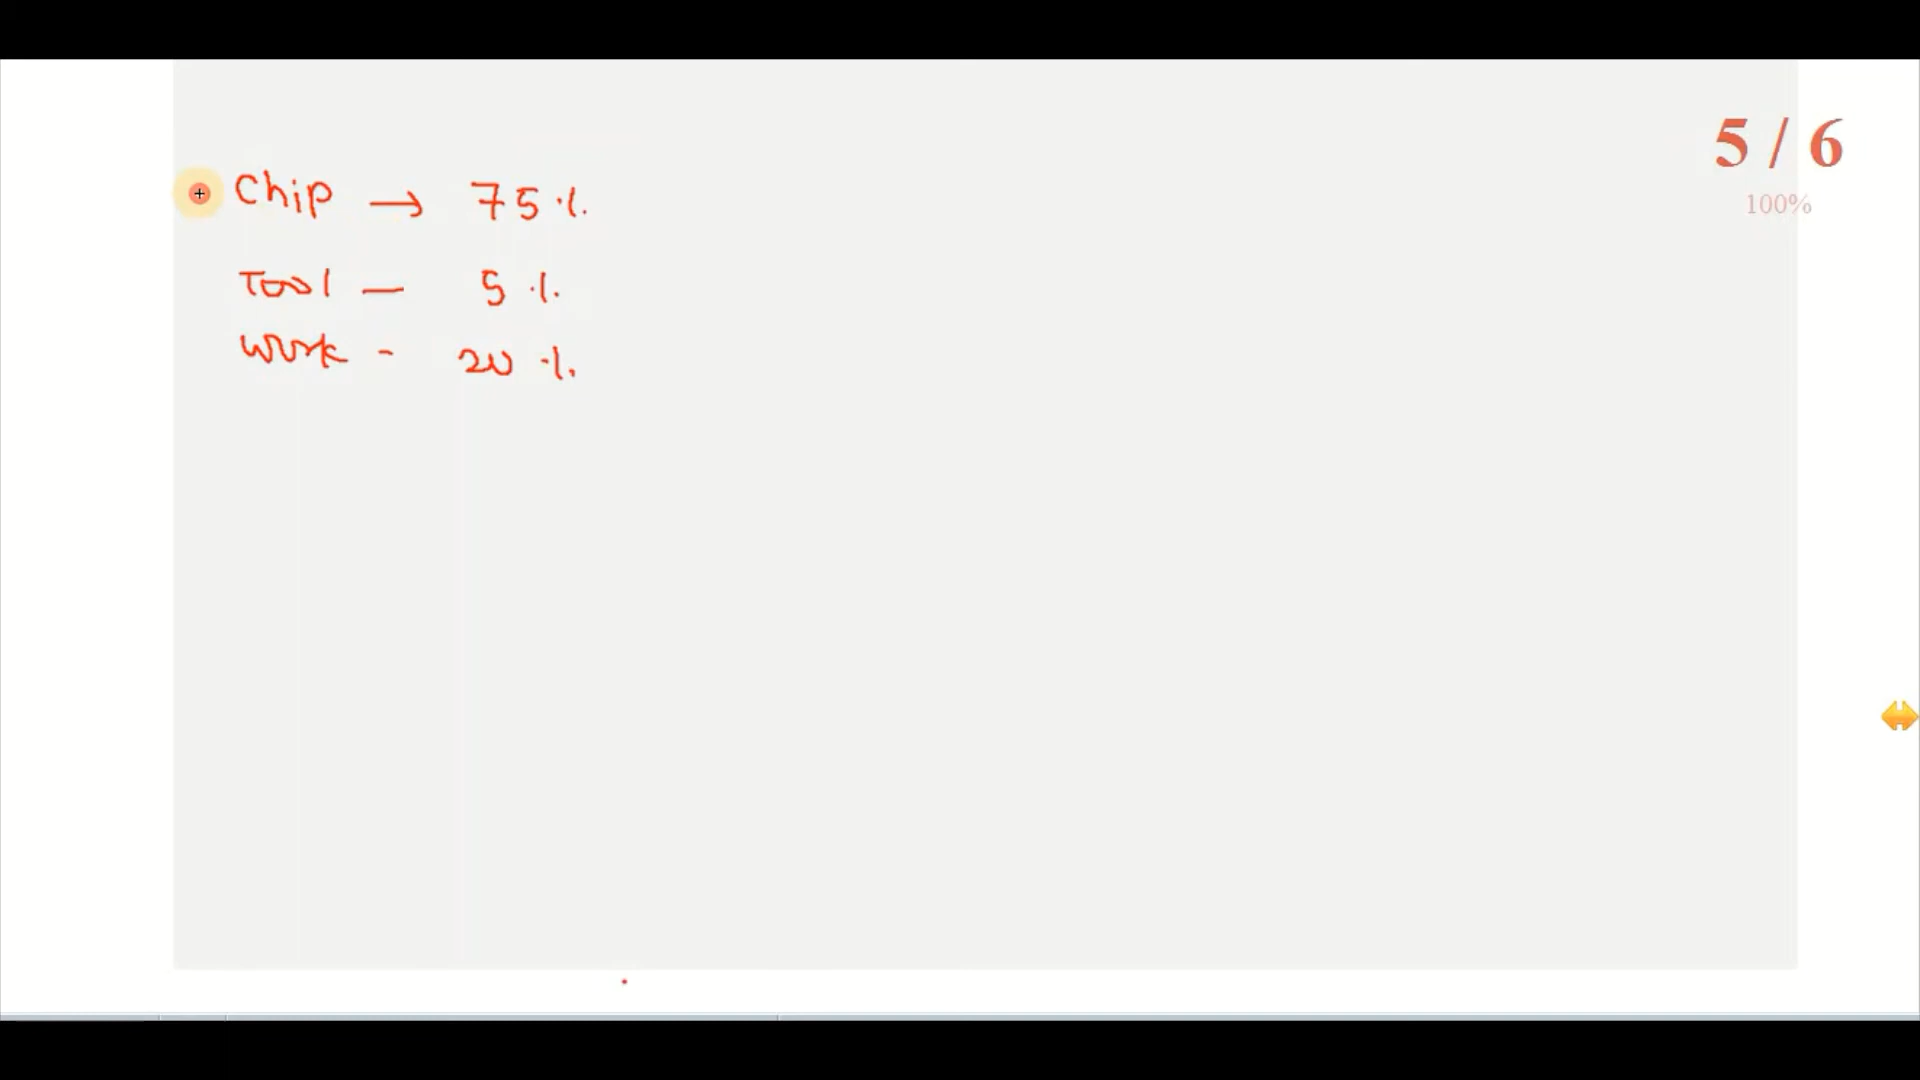 5 / 6
100%
Chip → 75 %.
Tool — 5 %.
Work - 20 %.